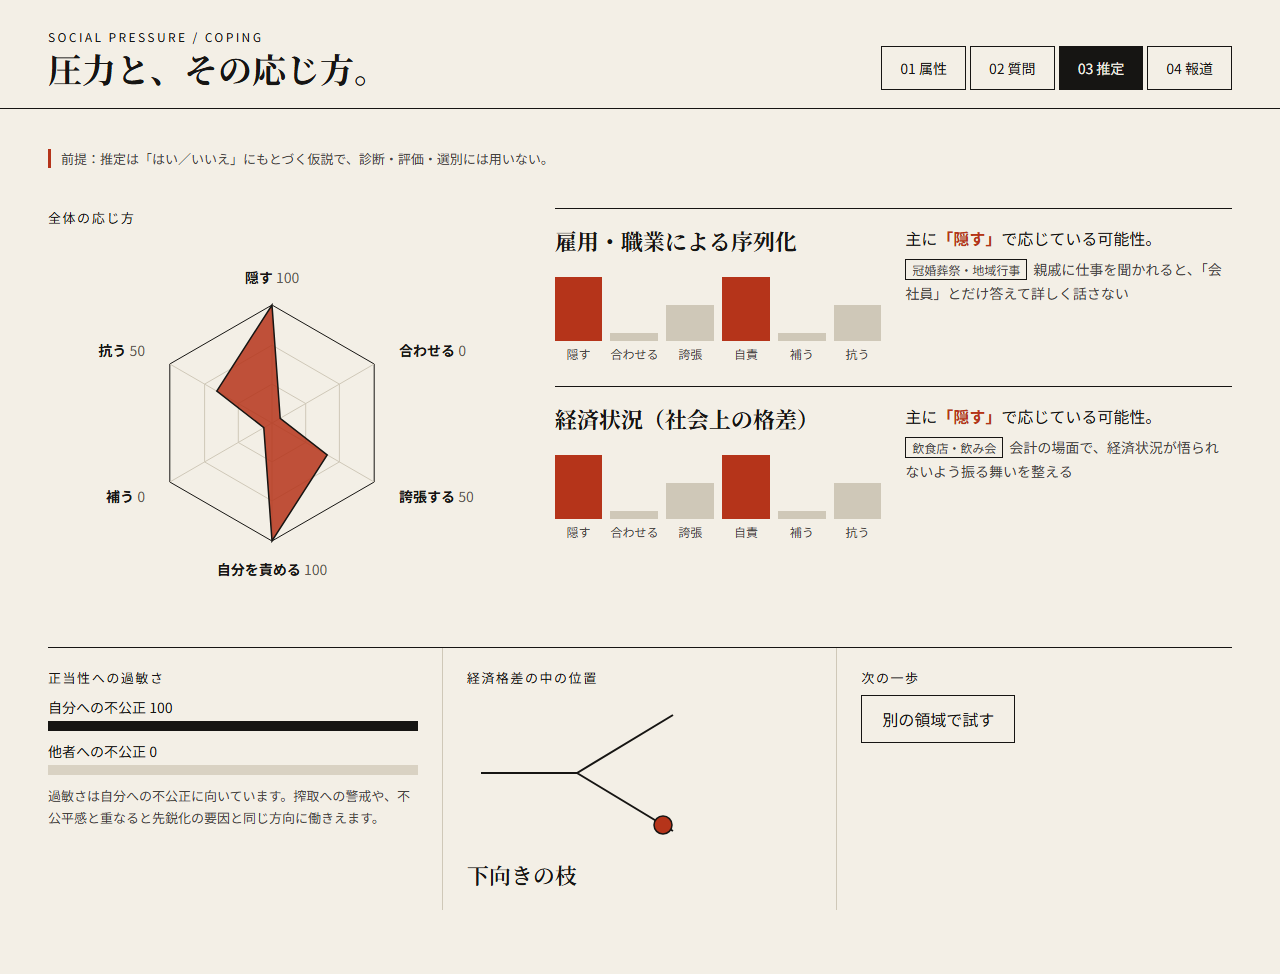 SOCIAL PRESSURE / COPING
圧力と、その応じ方。
01 属性
02 質問
03 推定
04 報道
前提：推定は「はい／いいえ」にもとづく仮説で、診断・評価・選別には用いない。
全体の応じ方
隠す 100
抗う 50
合わせる 0
補う 0
誇張する 50
自分を責める 100
雇用・職業による序列化
隠す
合わせる
誇張
自責
補う
抗う
主に「隠す」で応じている可能性。
冠婚葬祭・地域行事 親戚に仕事を聞かれると、「会
社員」とだけ答えて詳しく話さない
経済状況（社会上の格差）
隠す
合わせる
誇張
自責
補う
抗う
主に「隠す」で応じている可能性。
飲食店・飲み会 会計の場面で、経済状況が悟られ
ないよう振る舞いを整える
正当性への過敏さ
自分への不公正 100
他者への不公正 0
過敏さは自分への不公正に向いています。搾取への警戒や、不
公平感と重なると先鋭化の要因と同じ方向に働きえます。
経済格差の中の位置
下向きの枝
次の一歩
別の領域で試す